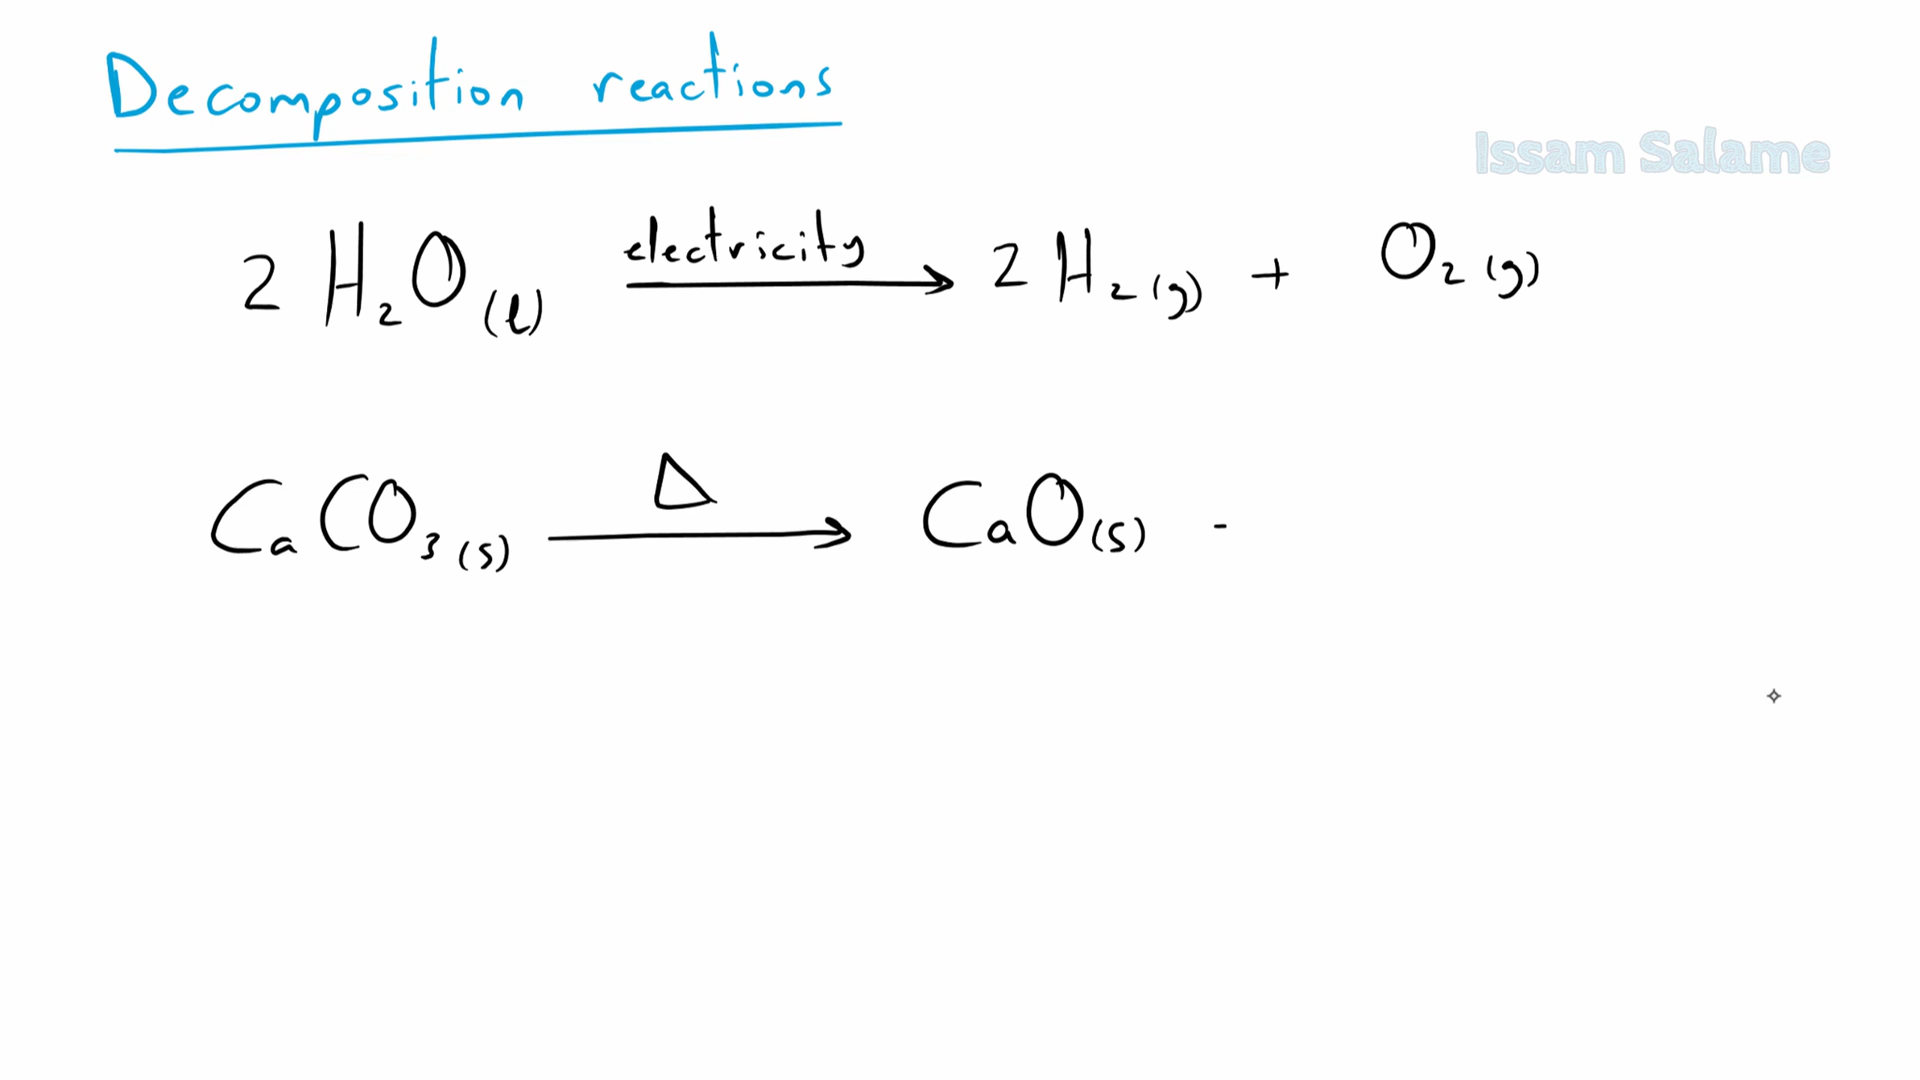 Decomposition reactions
Issam Salame
2 H₂O (l) electricity → 2 H₂ (g) + O₂ (g)
CaCO₃ (s) Δ → CaO (s) -